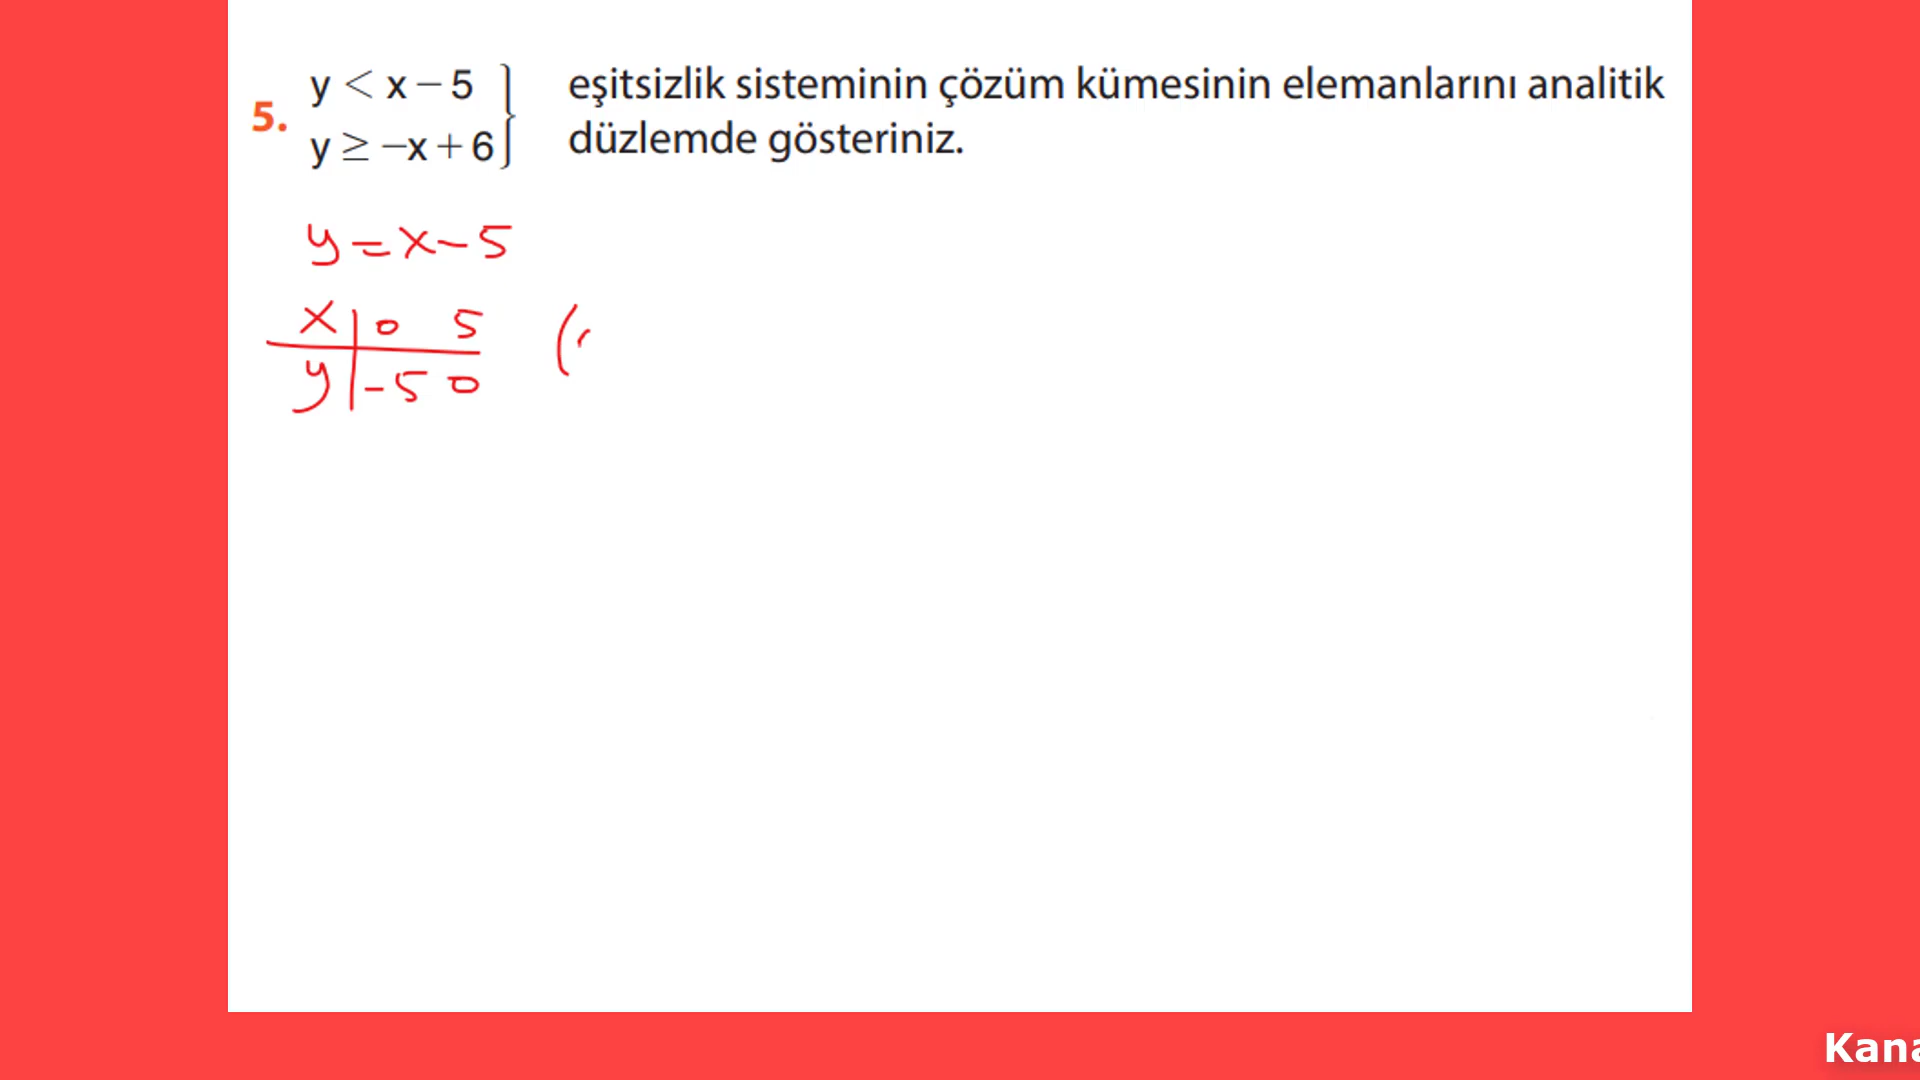 5. y < x − 5 } eşitsizlik sisteminin çözüm kümesinin elemanlarını analitik
y ≥ −x + 6 düzlemde gösteriniz.
y = x − 5
x | 0 5 (
y | −5 0
Kana